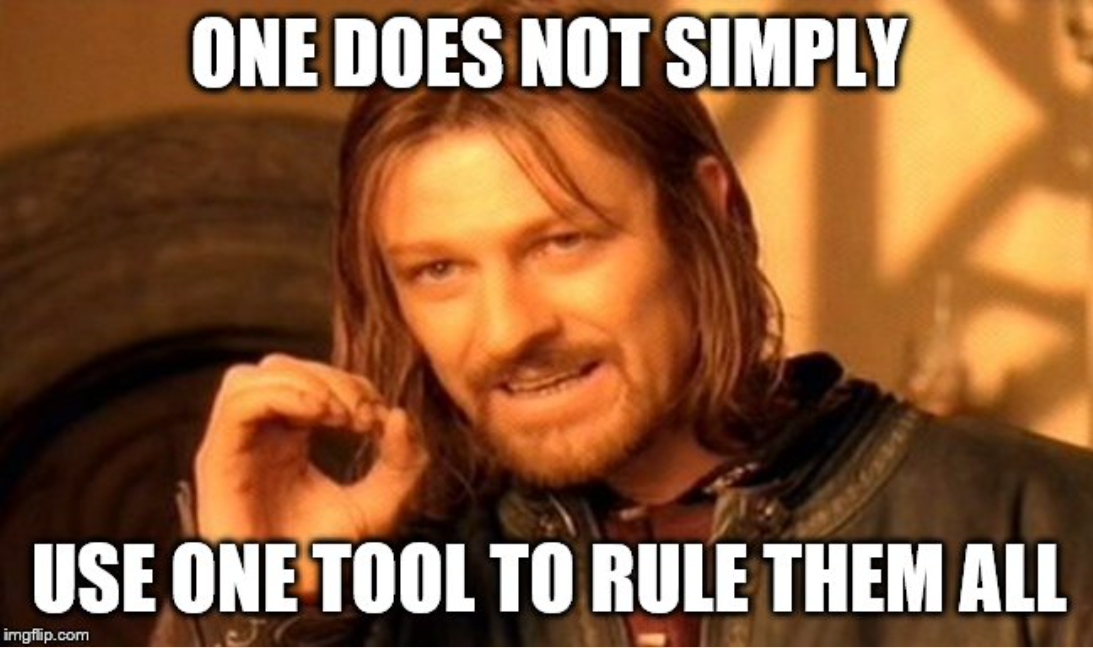 ONE DOES NOT SIMPLY
USE ONE TOOL TO RULE THEM ALL
imgflip.com